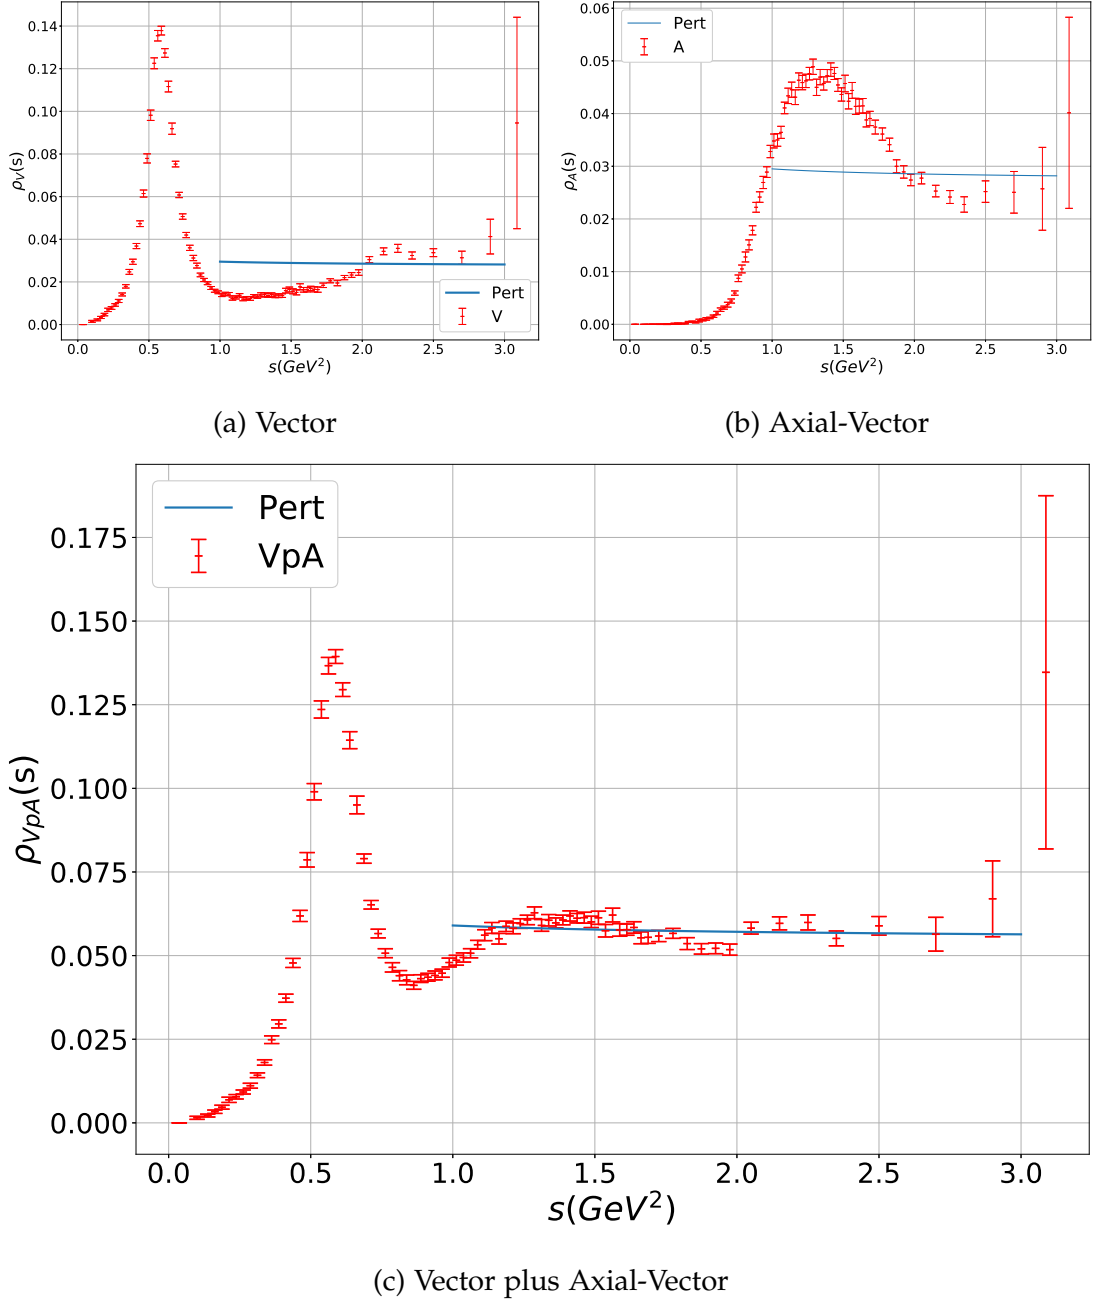 0.14
0.12
0.10
0.08
0.06
0.04
0.02
0.00
ρ_V(s)
Pert
V
0.0 0.5 1.0 1.5 2.0 2.5 3.0
s(GeV²)
(a) Vector
0.06
0.05
0.04
0.03
0.02
0.01
0.00
ρ_A(s)
Pert
A
0.0 0.5 1.0 1.5 2.0 2.5 3.0
s(GeV²)
(b) Axial-Vector
Pert
VpA
0.175
0.150
0.125
0.100
0.075
0.050
0.025
0.000
ρ_VpA(s)
0.0 0.5 1.0 1.5 2.0 2.5 3.0
s(GeV²)
(c) Vector plus Axial-Vector